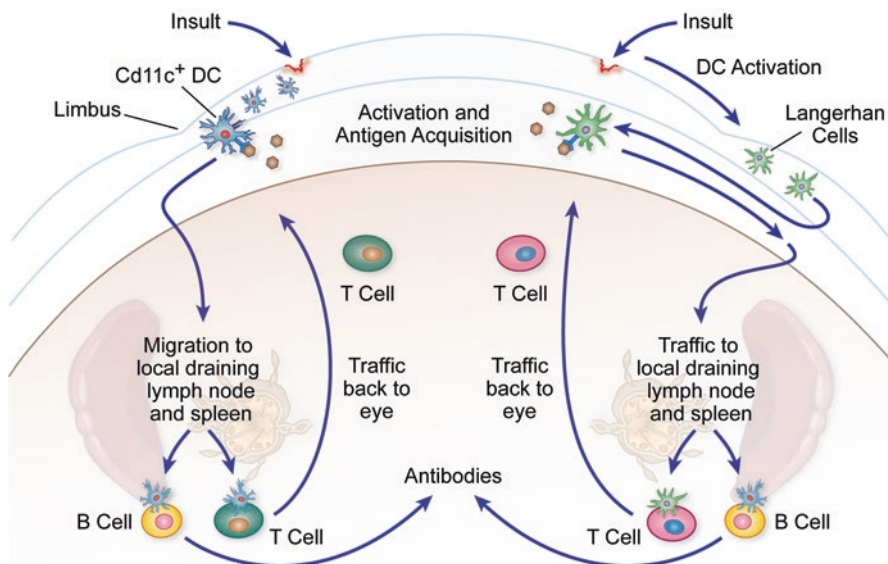 Insult
Insult
Cd11c+ DC
DC Activation
Limbus
Activation and
Antigen Acquisition
Langerhan
Cells
T Cell
T Cell
Migration to
local draining
lymph node
and spleen
Traffic
back to
eye
Traffic
back to
eye
Traffic to
local draining
lymph node
and spleen
Antibodies
B Cell
T Cell
T Cell
B Cell